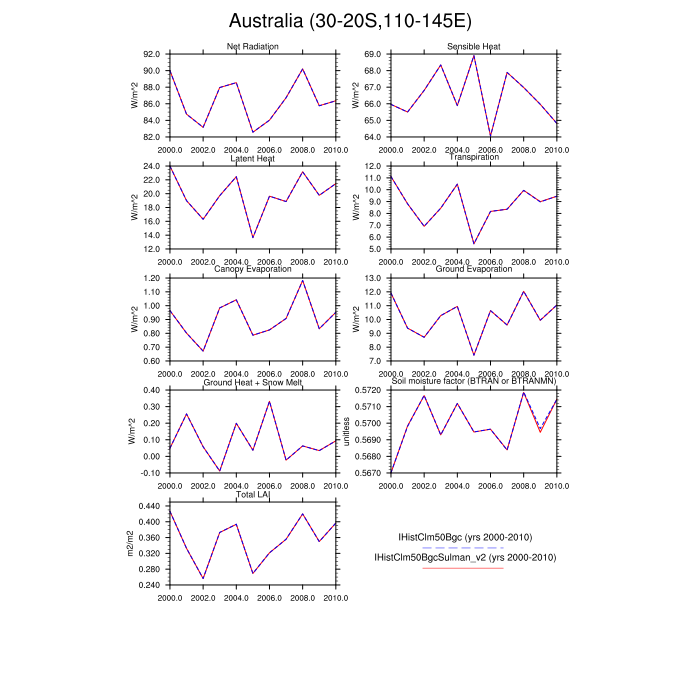 Australia (30-20S,110-145E)
Net Radiation
Sensible Heat
92.0
90.0
88.0
86.0
84.0
82.0
W/m^2
2000.0 2002.0 2004.0 2006.0 2008.0 2010.0
69.0
68.0
67.0
66.0
65.0
64.0
W/m^2
2000.0 2002.0 2004.0 2006.0 2008.0 2010.0
Latent Heat
Transpiration
24.0
22.0
20.0
18.0
16.0
14.0
12.0
W/m^2
2000.0 2002.0 2004.0 2006.0 2008.0 2010.0
12.0
11.0
10.0
9.0
8.0
7.0
6.0
5.0
W/m^2
2000.0 2002.0 2004.0 2006.0 2008.0 2010.0
Canopy Evaporation
Ground Evaporation
1.20
1.10
1.00
0.90
0.80
0.70
0.60
W/m^2
2000.0 2002.0 2004.0 2006.0 2008.0 2010.0
13.0
12.0
11.0
10.0
9.0
8.0
7.0
W/m^2
2000.0 2002.0 2004.0 2006.0 2008.0 2010.0
Ground Heat + Snow Melt
Soil moisture factor (BTRAN or BTRANMN)
0.40
0.30
0.20
0.10
0.00
-0.10
W/m^2
2000.0 2002.0 2004.0 2006.0 2008.0 2010.0
0.5720
0.5710
0.5700
0.5690
0.5680
0.5670
unitless
2000.0 2002.0 2004.0 2006.0 2008.0 2010.0
Total LAI
0.440
0.400
0.360
0.320
0.280
0.240
m2/m2
2000.0 2002.0 2004.0 2006.0 2008.0 2010.0
IHistClm50Bgc (yrs 2000-2010)
IHistClm50BgcSulman_v2 (yrs 2000-2010)